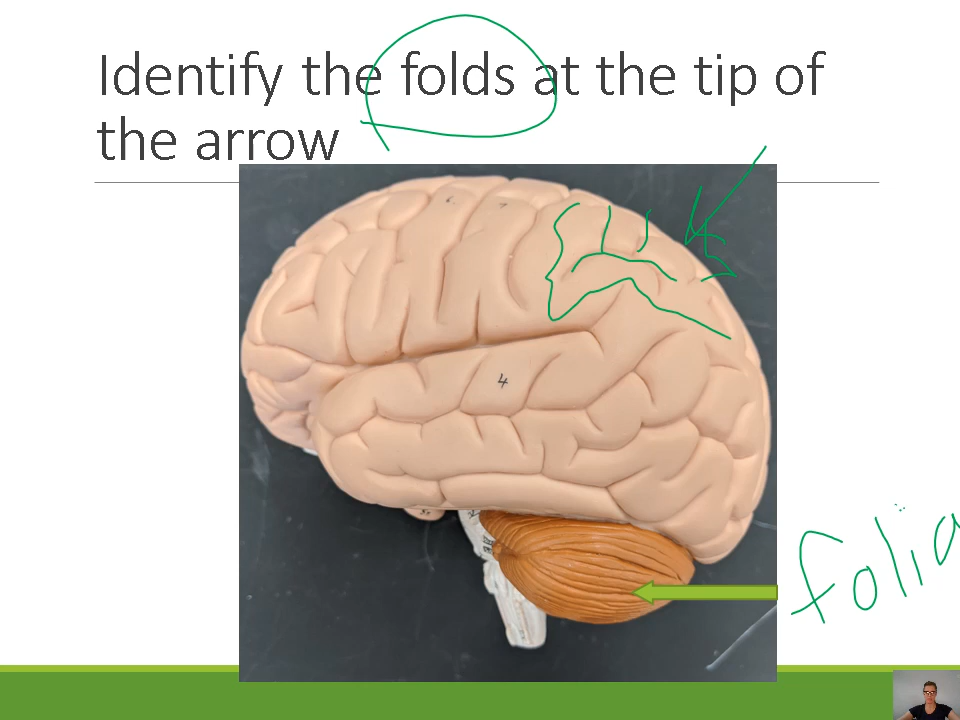 Identify the folds at the tip of
the arrow
4
folia